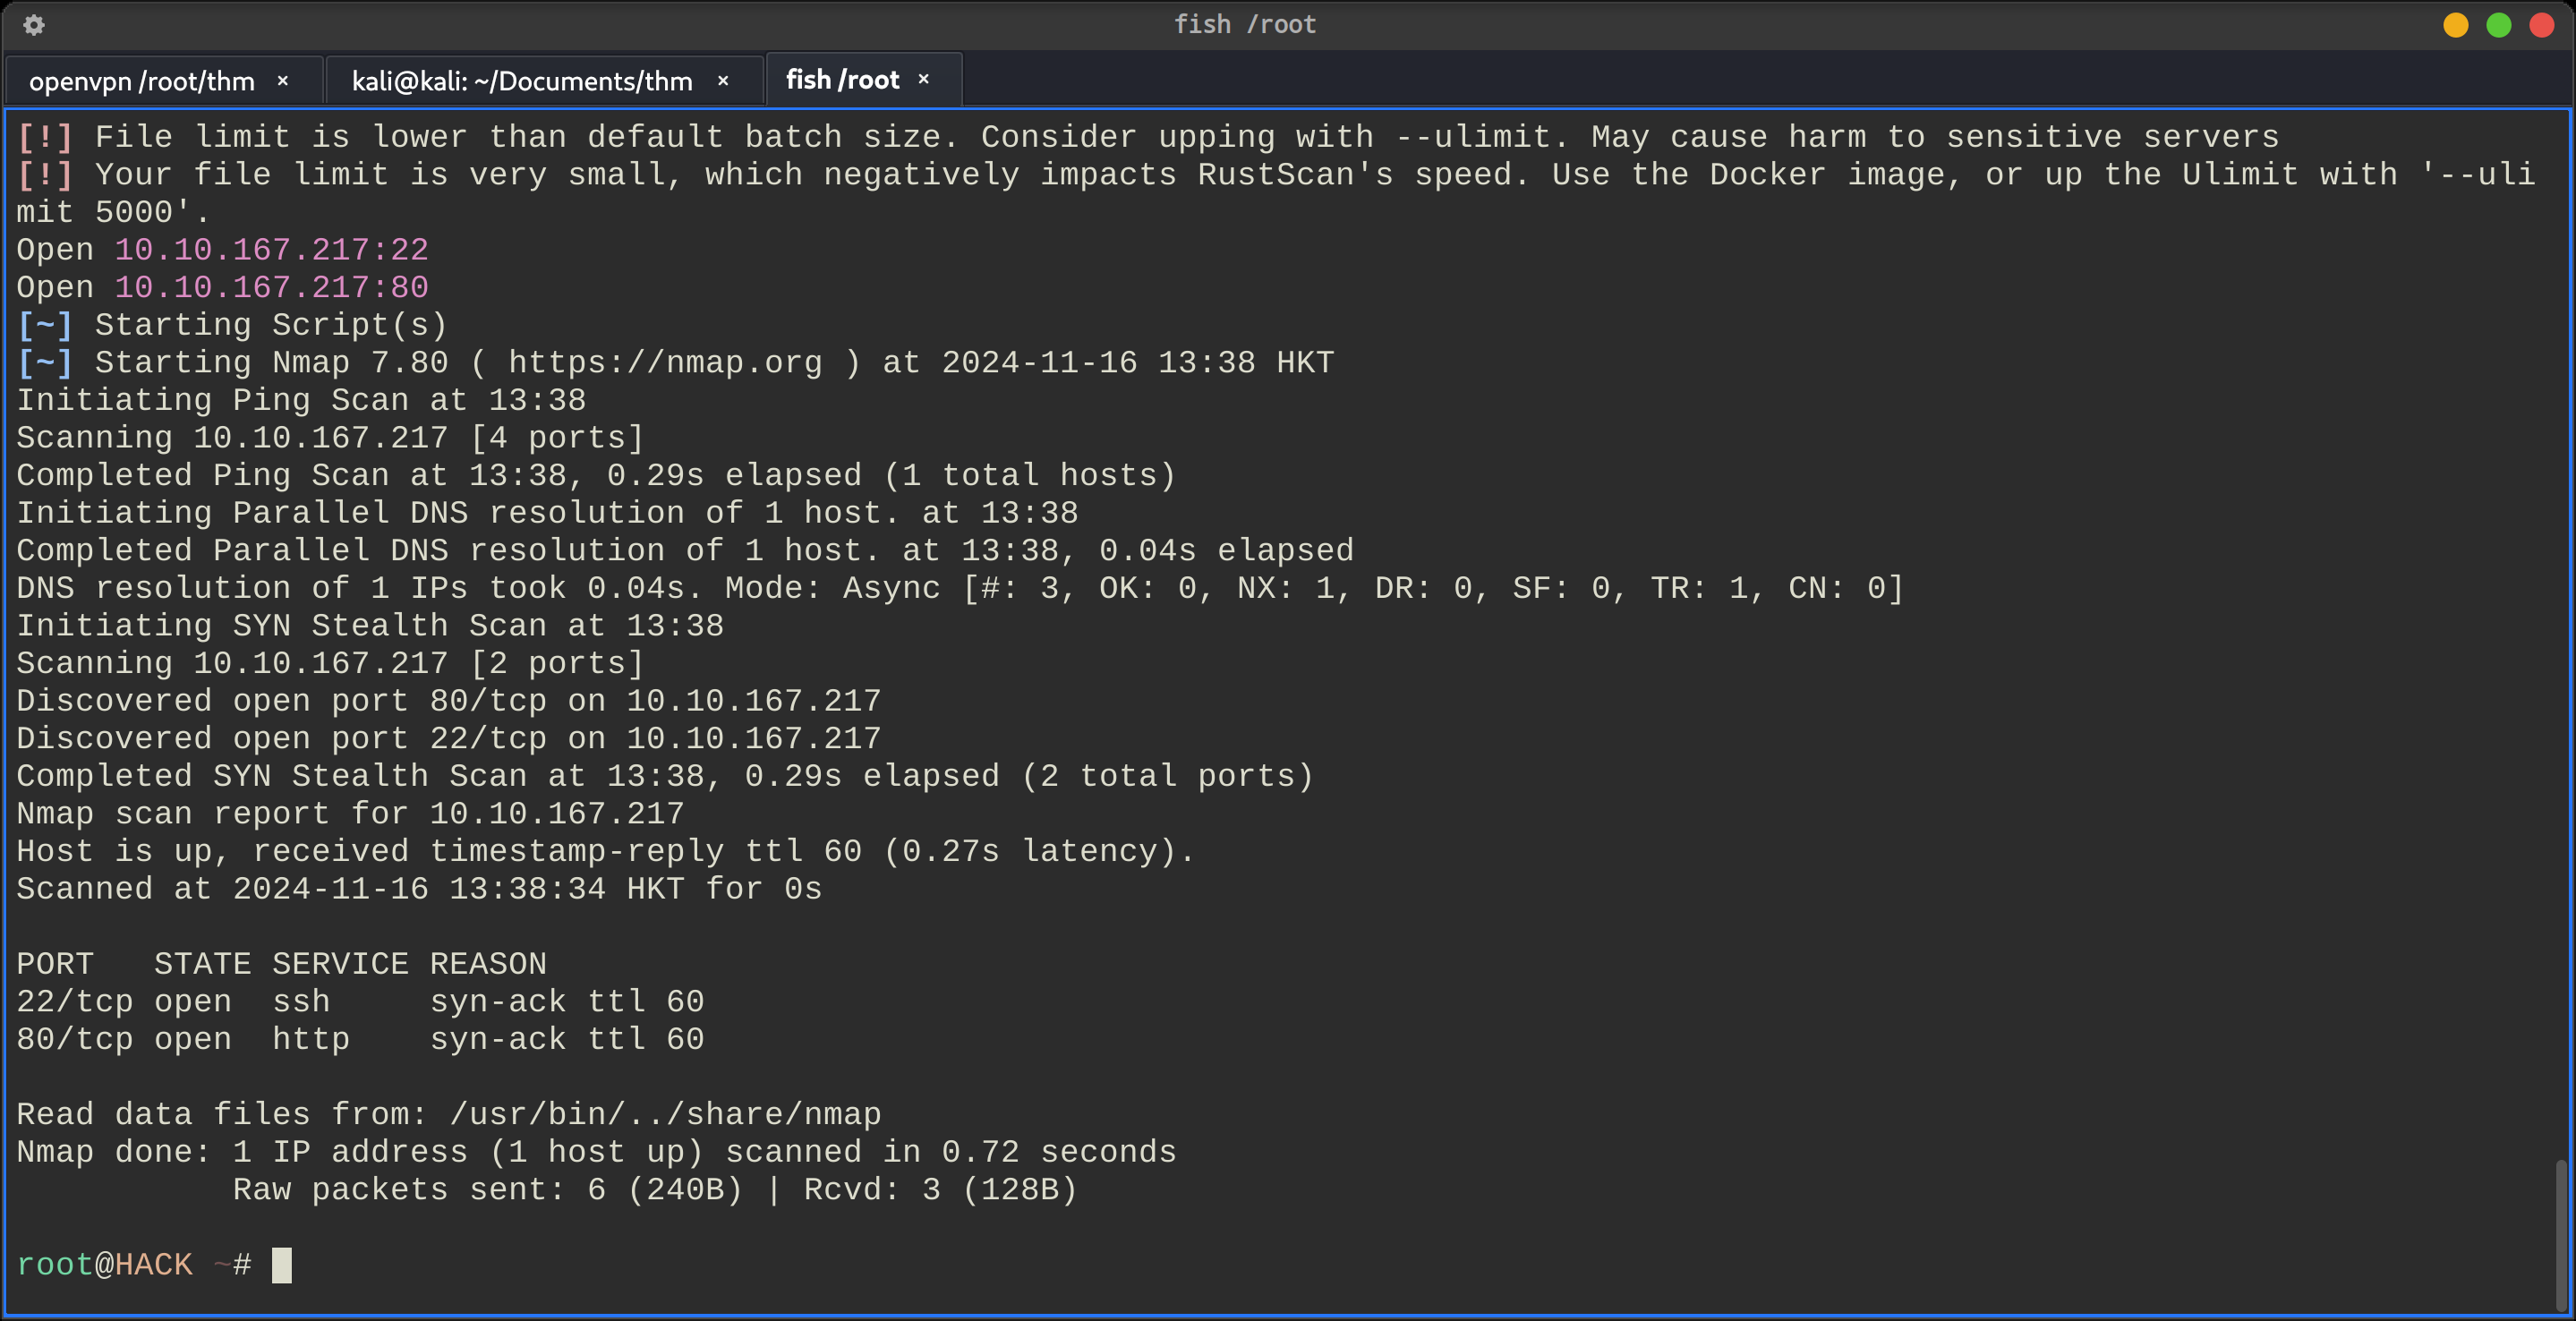 fish /root
openvpn /root/thm ×
kali@kali: ~/Documents/thm ×
fish /root ×
[!] File limit is lower than default batch size. Consider upping with --ulimit. May cause harm to sensitive servers
[!] Your file limit is very small, which negatively impacts RustScan's speed. Use the Docker image, or up the Ulimit with '--uli
mit 5000'.
Open 10.10.167.217:22
Open 10.10.167.217:80
[~] Starting Script(s)
[~] Starting Nmap 7.80 ( https://nmap.org ) at 2024-11-16 13:38 HKT
Initiating Ping Scan at 13:38
Scanning 10.10.167.217 [4 ports]
Completed Ping Scan at 13:38, 0.29s elapsed (1 total hosts)
Initiating Parallel DNS resolution of 1 host. at 13:38
Completed Parallel DNS resolution of 1 host. at 13:38, 0.04s elapsed
DNS resolution of 1 IPs took 0.04s. Mode: Async [#: 3, OK: 0, NX: 1, DR: 0, SF: 0, TR: 1, CN: 0]
Initiating SYN Stealth Scan at 13:38
Scanning 10.10.167.217 [2 ports]
Discovered open port 80/tcp on 10.10.167.217
Discovered open port 22/tcp on 10.10.167.217
Completed SYN Stealth Scan at 13:38, 0.29s elapsed (2 total ports)
Nmap scan report for 10.10.167.217
Host is up, received timestamp-reply ttl 60 (0.27s latency).
Scanned at 2024-11-16 13:38:34 HKT for 0s
PORT   STATE SERVICE REASON
22/tcp open  ssh     syn-ack ttl 60
80/tcp open  http    syn-ack ttl 60
Read data files from: /usr/bin/../share/nmap
Nmap done: 1 IP address (1 host up) scanned in 0.72 seconds
           Raw packets sent: 6 (240B) | Rcvd: 3 (128B)
root@HACK ~#